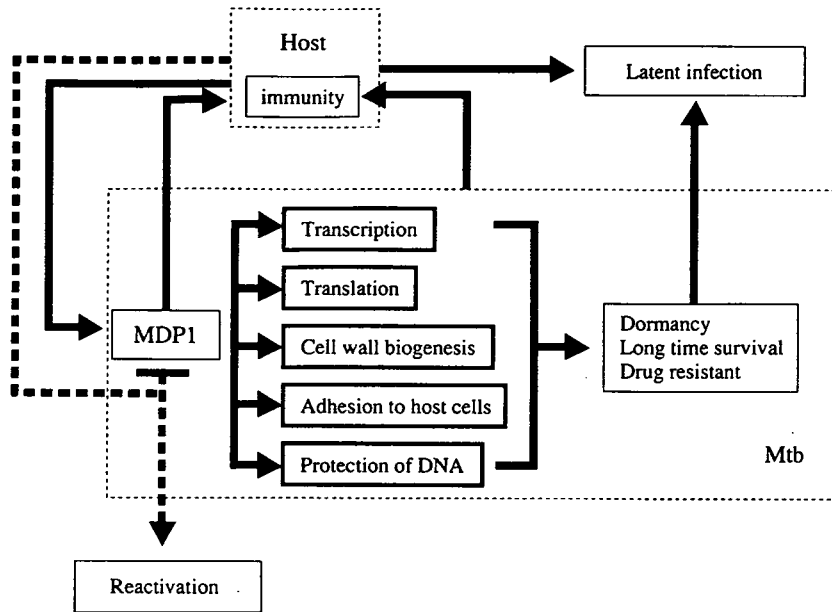 Host
immunity
Latent infection
Transcription
Translation
MDP1
Cell wall biogenesis
Adhesion to host cells
Protection of DNA
Dormancy
Long time survival
Drug resistant
Mtb
Reactivation